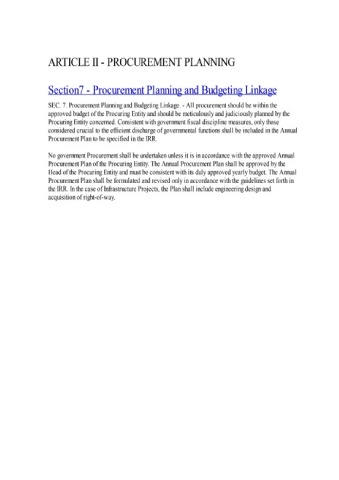 ARTICLE II - PROCUREMENT PLANNING
Section7 - Procurement Planning and Budgeting Linkage
SEC. 7. Procurement Planning and Budgeting Linkage. - All procurement should be within the
approved budget of the Procuring Entity and should be meticulously and judiciously planned by the
Procuring Entity concerned. Consistent with government fiscal discipline measures, only those
considered crucial to the efficient discharge of governmental functions shall be included in the Annual
Procurement Plan to be specified in the IRR.
No government Procurement shall be undertaken unless it is in accordance with the approved Annual
Procurement Plan of the Procuring Entity. The Annual Procurement Plan shall be approved by the
Head of the Procuring Entity and must be consistent with its duly approved yearly budget. The Annual
Procurement Plan shall be formulated and revised only in accordance with the guidelines set forth in
the IRR. In the case of Infrastructure Projects, the Plan shall include engineering design and
acquisition of right-of-way.